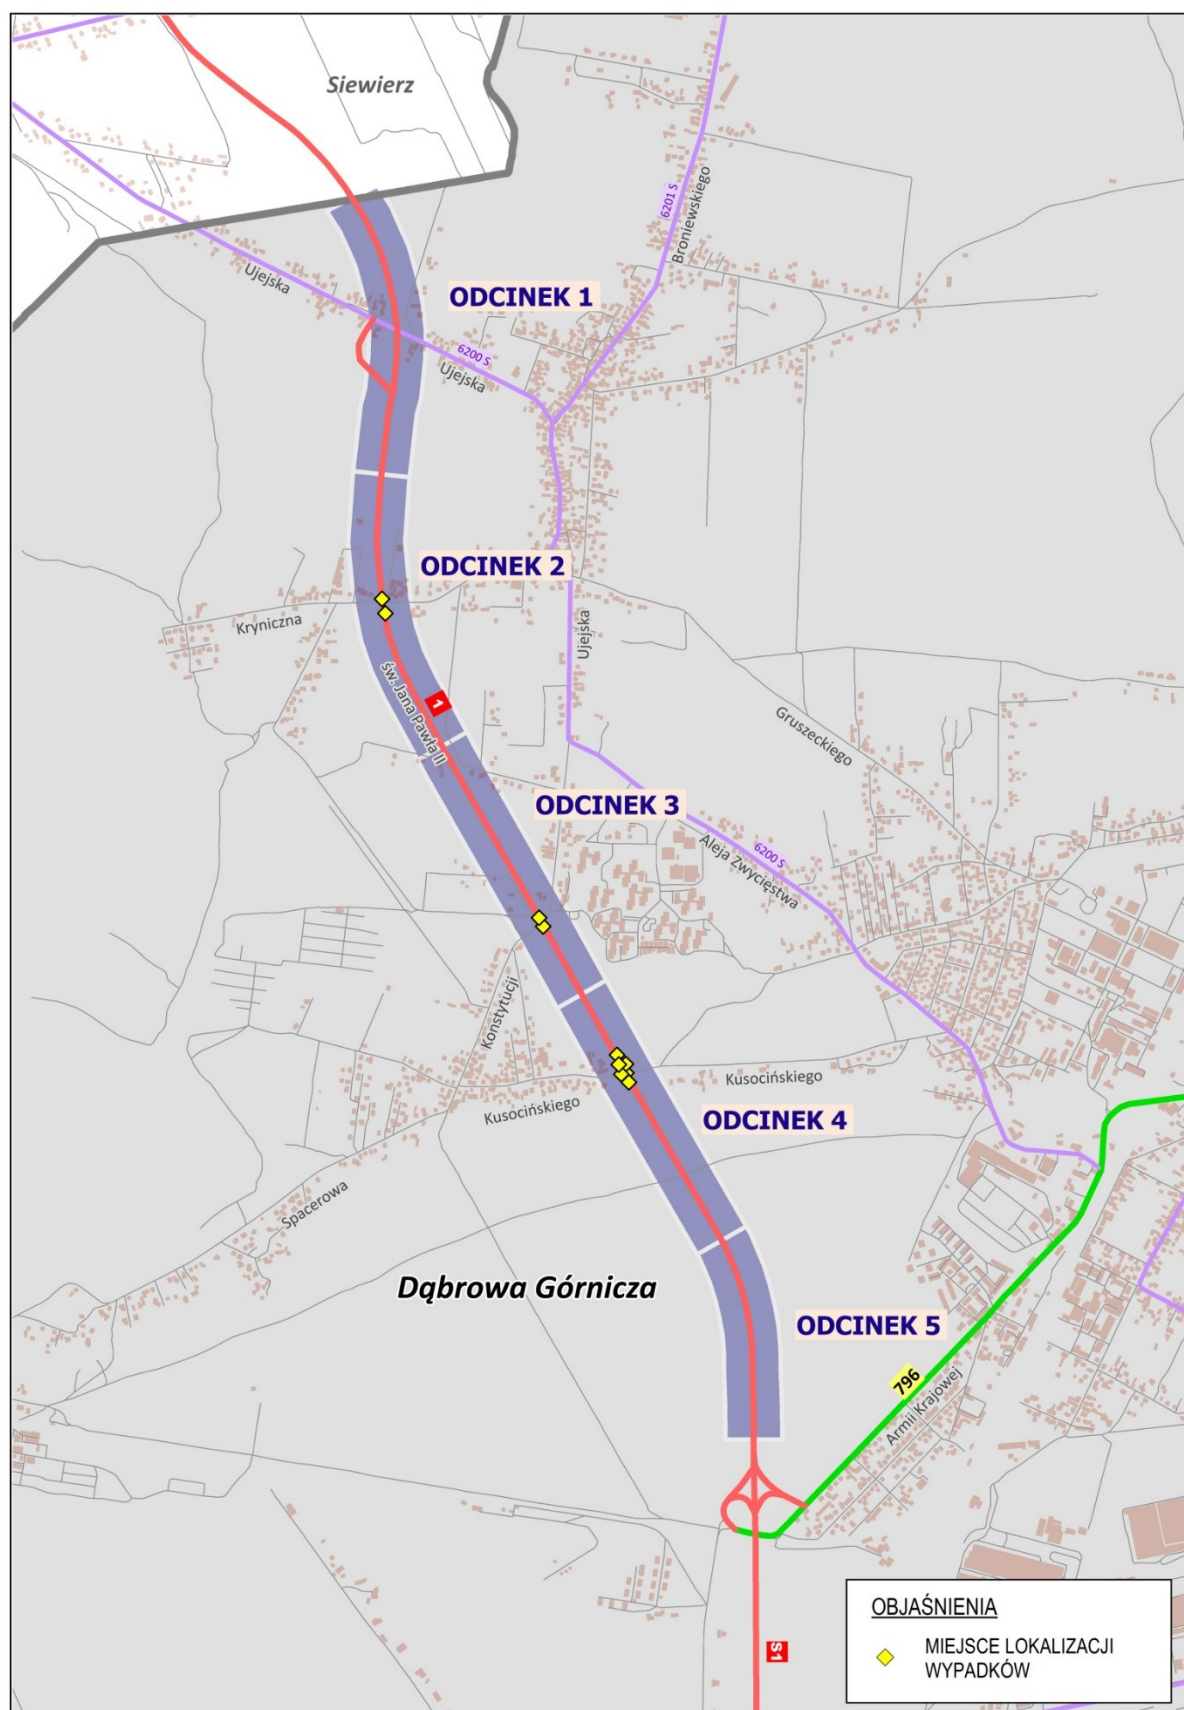 Siewierz
6201 S
Broniewskiego
Ujejska
ODCINEK 1
6200 S
Ujejska
ODCINEK 2
Kryniczna
Ujejska
św. Jana Pawła II
1
Gruszeckiego
ODCINEK 3
6200 S
Aleja Zwycięstwa
Konstytucji
Kusocińskiego
Kusocińskiego
ODCINEK 4
Spacerowa
Dąbrowa Górnicza
ODCINEK 5
796
Armii Krajowej
S1
OBJAŚNIENIA
MIEJSCE LOKALIZACJI
WYPADKÓW